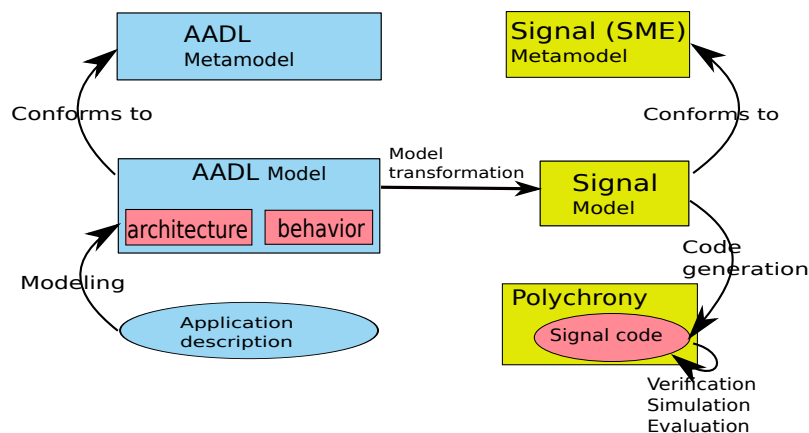 AADL
Metamodel
Signal (SME)
Metamodel
Conforms to
Conforms to
AADL Model
architecture
behavior
Model
transformation
Signal
Model
Modeling
Code
generation
Application
description
Polychrony
Signal code
Verification
Simulation
Evaluation